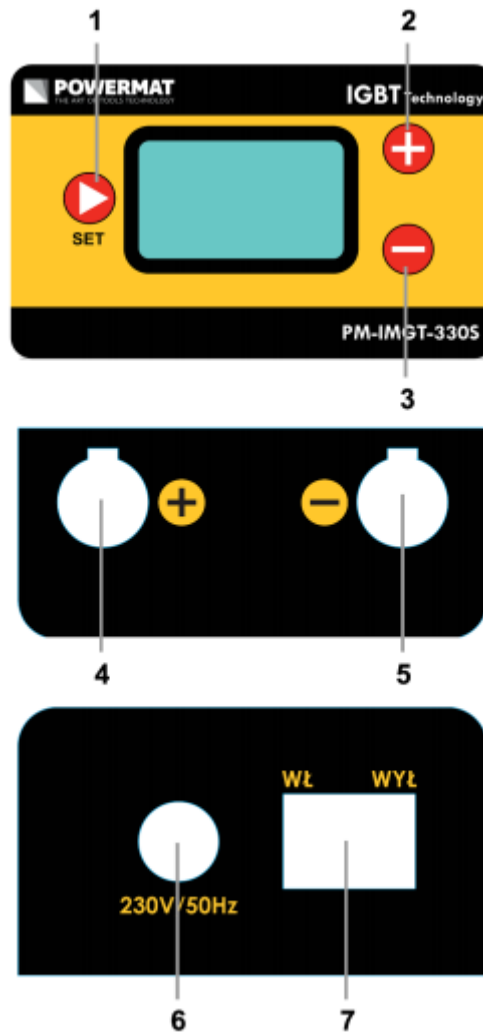 1 2
POWERMAT
THE ART OF TOOLS TECHNOLOGY
IGBT Technology
SET
PM-IMGT-330S
3
+ −
4 5
WŁ WYŁ
230V/50Hz
6 7